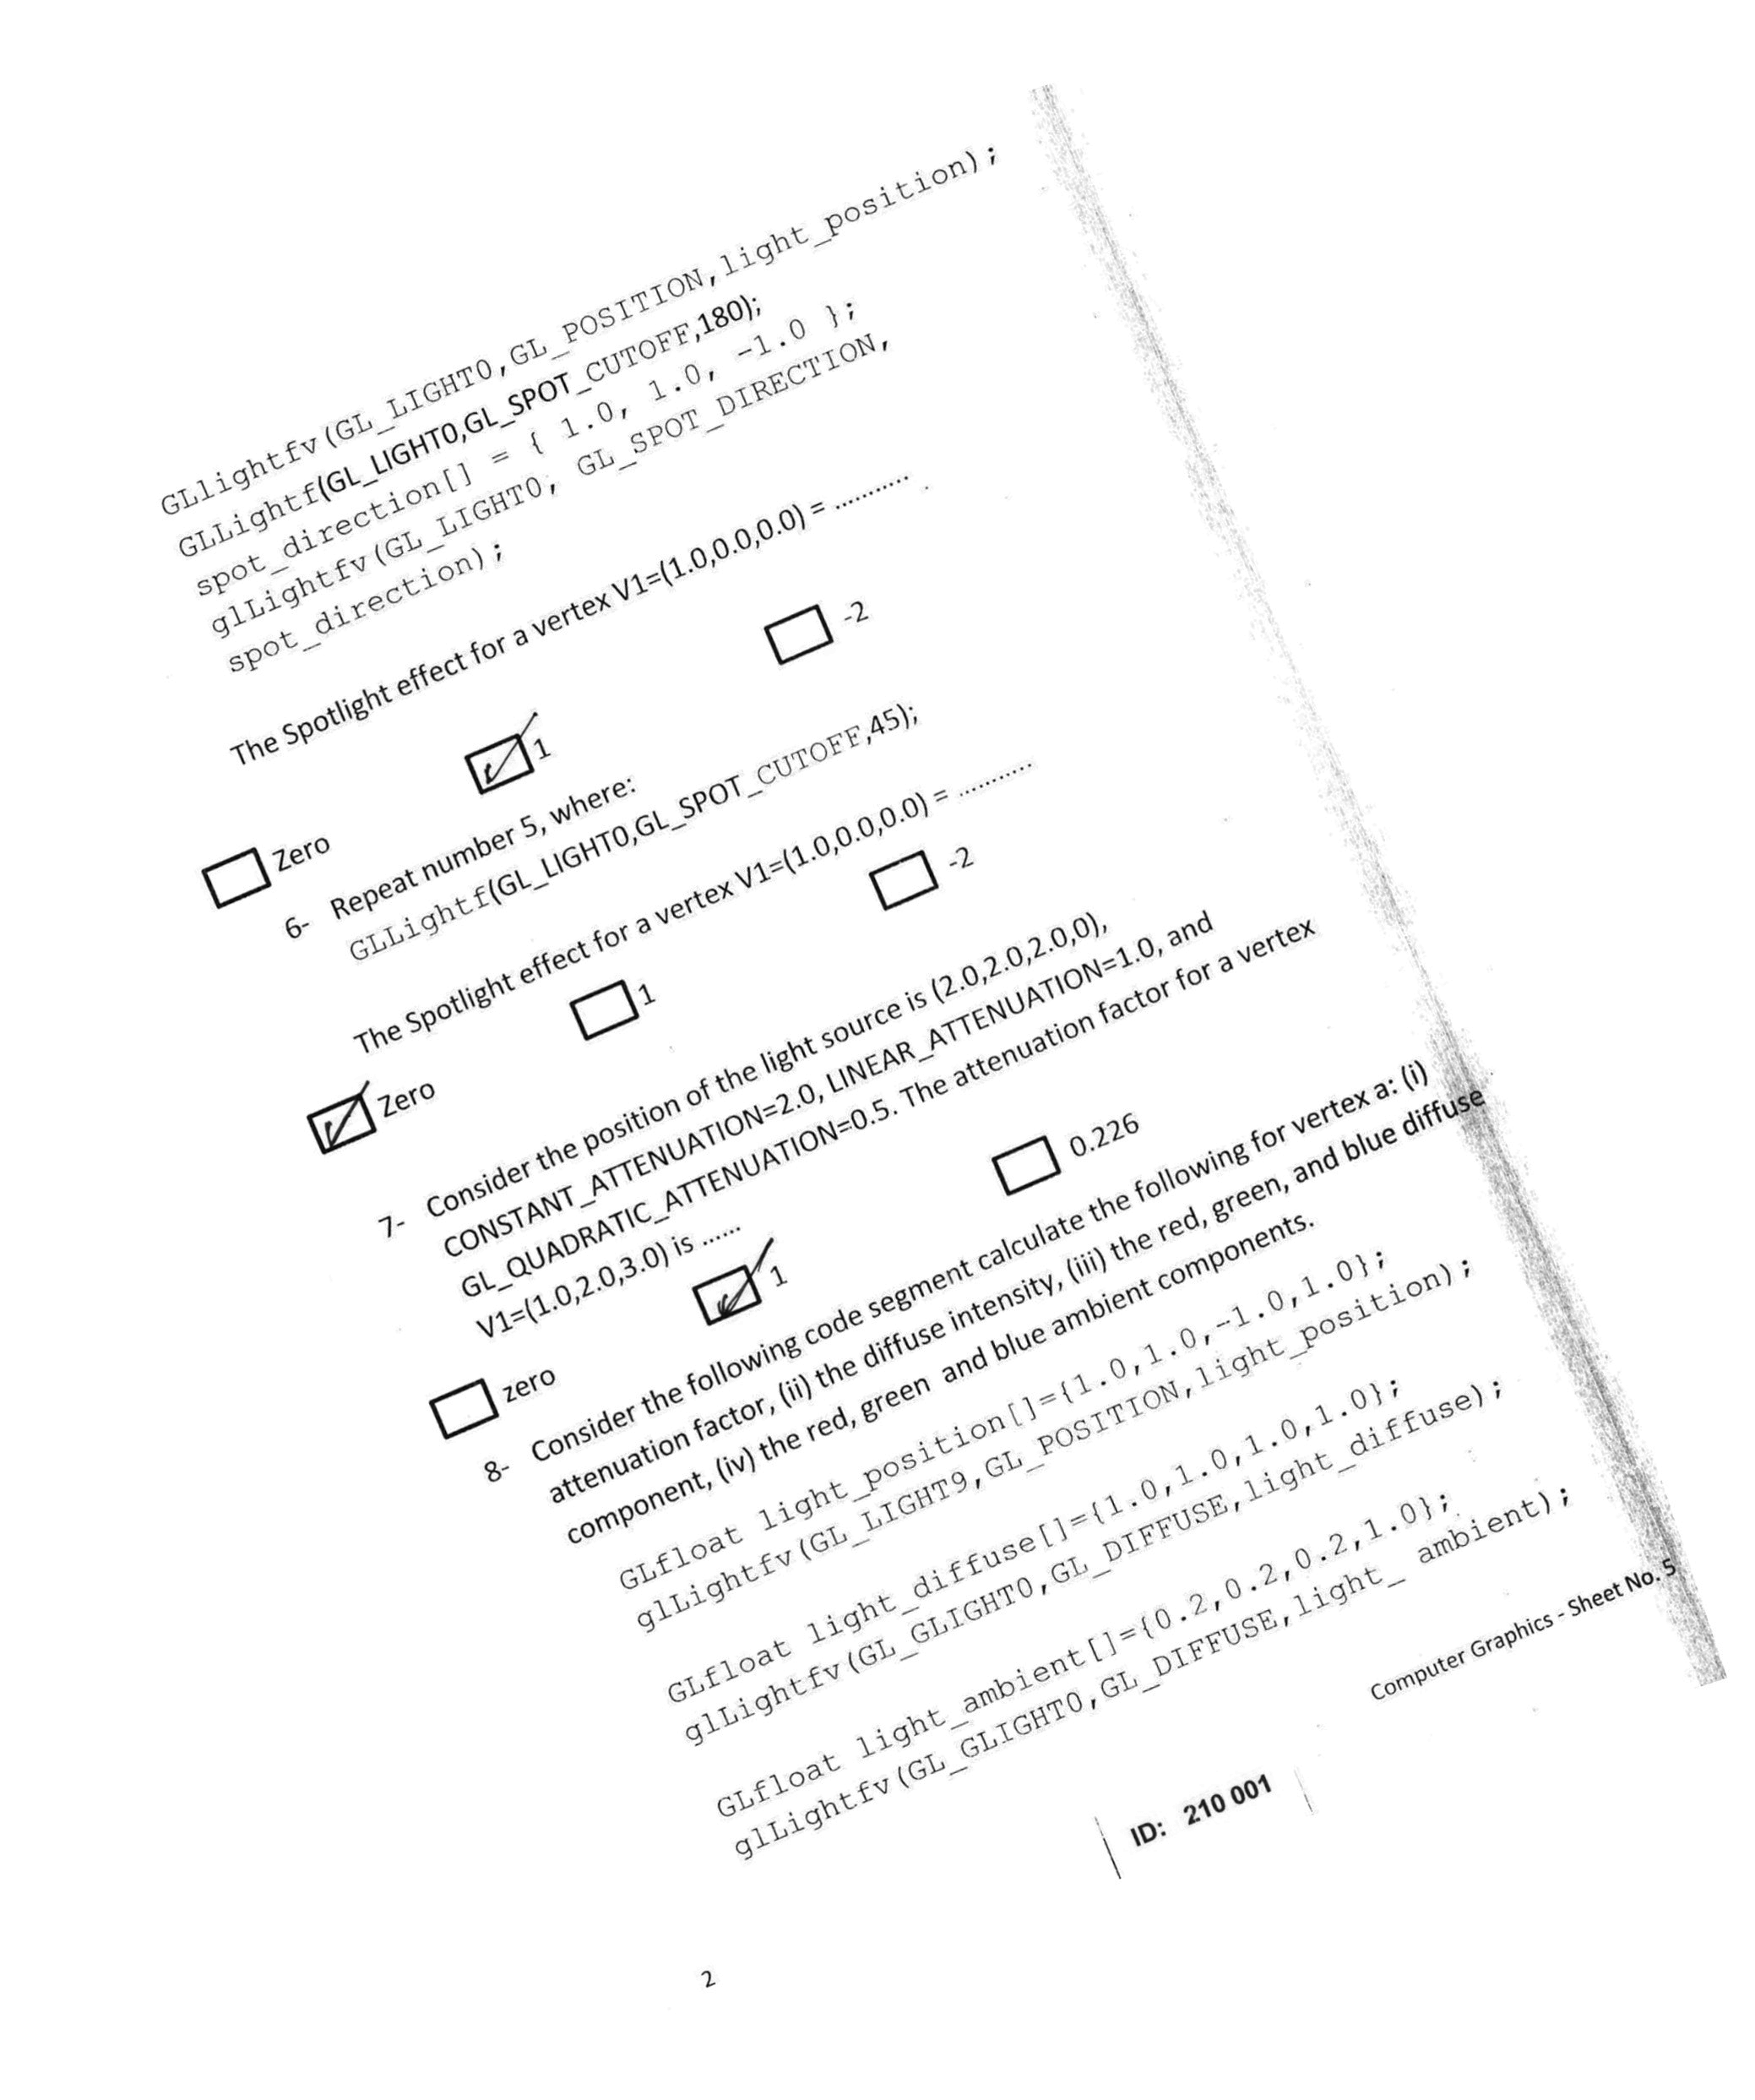 GLlightfv(GL_LIGHT0,GL_POSITION,light_position);
GLLightf(GL_LIGHT0,GL_SPOT_CUTOFF,180);
spot_direction[] = { 1.0, 1.0, -1.0 };
glLightfv(GL_LIGHT0, GL_SPOT_DIRECTION,
spot_direction);
The Spotlight effect for a vertex V1=(1.0,0.0,0.0) = ...........
Zero 1 -2
6- Repeat number 5, where:
GLLightf(GL_LIGHT0,GL_SPOT_CUTOFF,45);
The Spotlight effect for a vertex V1=(1.0,0.0,0.0) = ...........
Zero 1 -2
7- Consider the position of the light source is (2.0,2.0,2.0,0),
CONSTANT_ATTENUATION=2.0, LINEAR_ATTENUATION=1.0, and
GL_QUADRATIC_ATTENUATION=0.5. The attenuation factor for a vertex
V1=(1.0,2.0,3.0) is ......
zero 1 0.226
8- Consider the following code segment calculate the following for vertex a: (i)
attenuation factor, (ii) the diffuse intensity, (iii) the red, green, and blue diffuse
component, (iv) the red, green and blue ambient components.
GLfloat light_position[]={1.0,1.0,-1.0,1.0};
glLightfv(GL_LIGHT9,GL_POSITION,light_position);
GLfloat light_diffuse[]={1.0,1.0,1.0,1.0};
glLightfv(GL_GLIGHT0,GL_DIFFUSE,light_diffuse);
GLfloat light_ambient[]={0.2,0.2,0.2,1.0};
glLightfv(GL_GLIGHT0,GL_DIFFUSE,light_ ambient);
Computer Graphics - Sheet No. 5
ID: 210 001
2